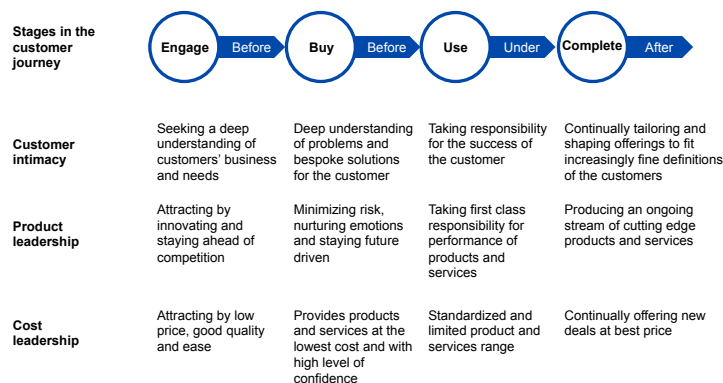 Stages in the
customer
journey
Engage
Before
Buy
Before
Use
Under
Complete
After
Customer
intimacy
Seeking a deep
understanding of
customers' business
and needs
Deep understanding
of problems and
bespoke solutions
for the customer
Taking responsibility
for the success of
the customer
Continually tailoring and
shaping offerings to fit
increasingly fine definitions
of the customers
Product
leadership
Attracting by
innovating and
staying ahead of
competition
Minimizing risk,
nurturing emotions
and staying future
driven
Taking first class
responsibility for
performance of
products and
services
Producing an ongoing
stream of cutting edge
products and services
Cost
leadership
Attracting by low
price, good quality
and ease
Provides products
and services at the
lowest cost and with
high level of
confidence
Standardized and
limited product and
services range
Continually offering new
deals at best price